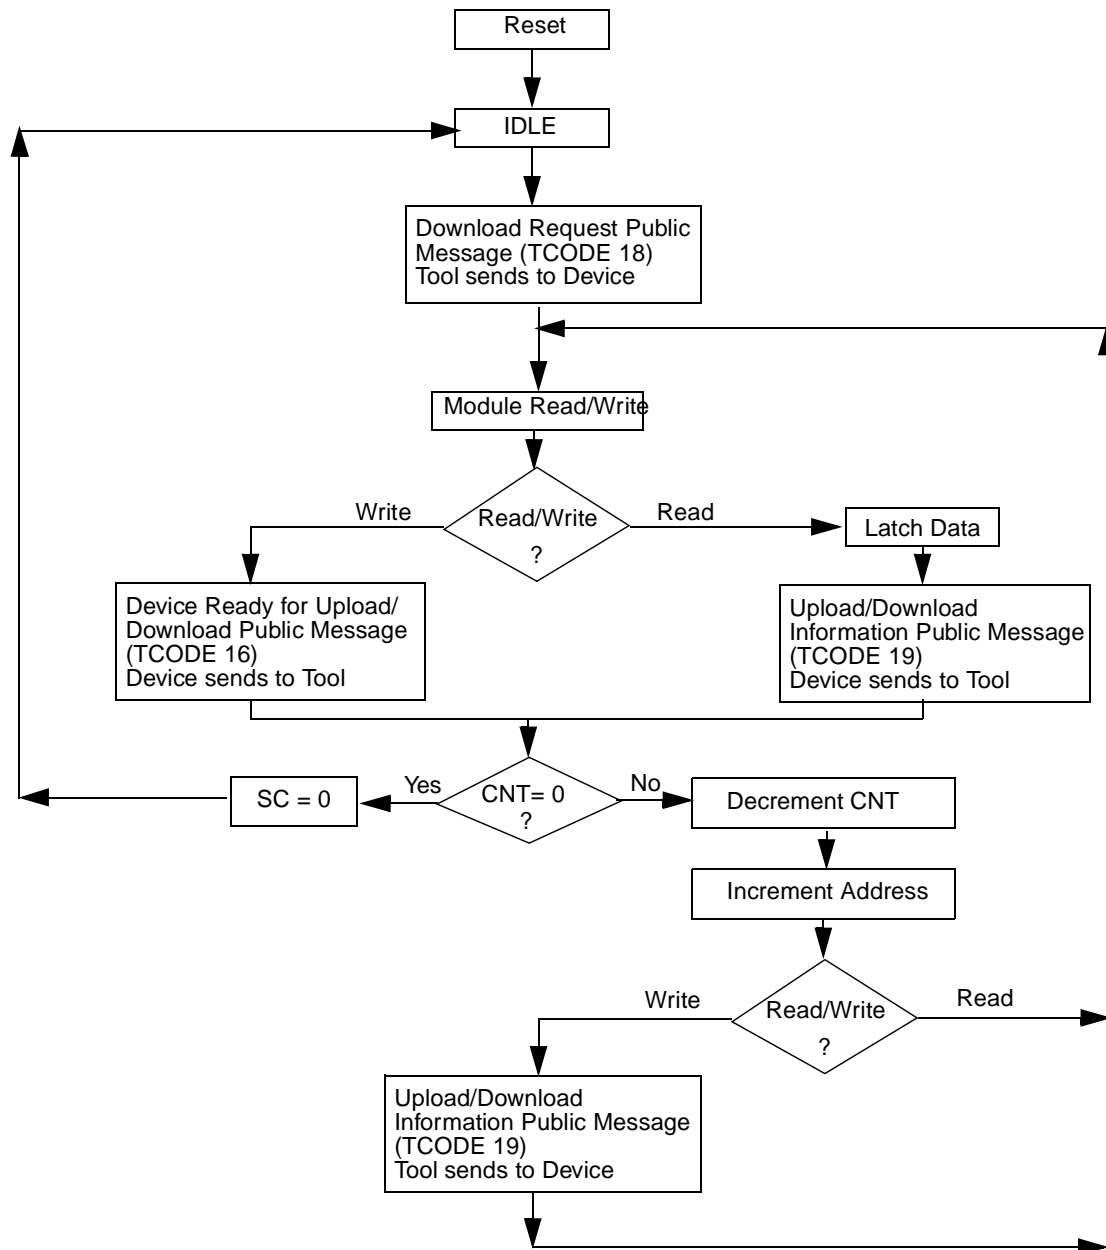 Reset
IDLE
Download Request Public
Message (TCODE 18)
Tool sends to Device
Module Read/Write
Write
Read/Write
?
Read
Latch Data
Device Ready for Upload/
Download Public Message
(TCODE 16)
Device sends to Tool
Upload/Download
Information Public Message
(TCODE 19)
Device sends to Tool
SC = 0
Yes
CNT= 0
?
No
Decrement CNT
Increment Address
Write
Read/Write
?
Read
Upload/Download
Information Public Message
(TCODE 19)
Tool sends to Device